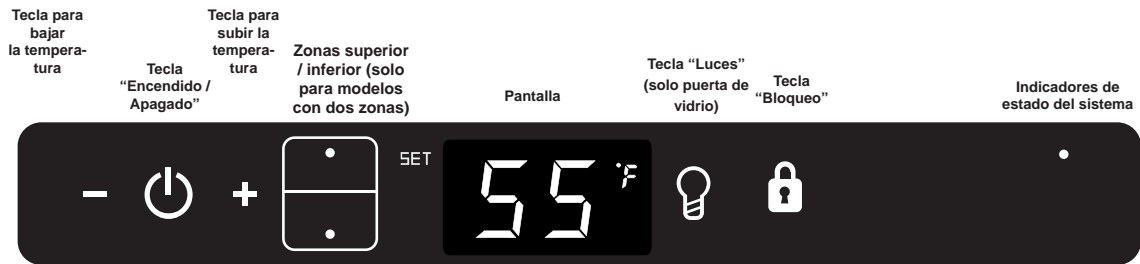 Tecla para
bajar
la tempera-
tura
Tecla
“Encendido /
Apagado”
Tecla para
subir la
tempera-
tura
Zonas superior
/ inferior (solo
para modelos
con dos zonas)
Pantalla
Tecla “Luces”
(solo puerta de
vidrio)
Tecla
“Bloqueo”
Indicadores de
estado del sistema
SET
55 °F